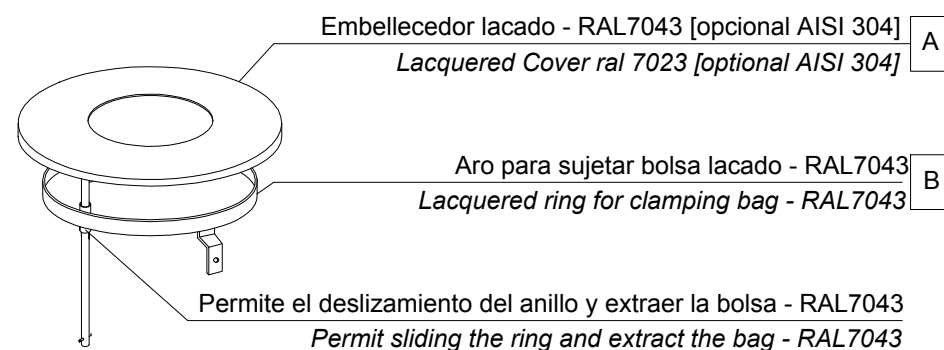 Embellecedor lacado - RAL7043 [opcional AISI 304]
A
Lacquered Cover ral 7023 [optional AISI 304]
Aro para sujetar bolsa lacado - RAL7043
B
Lacquered ring for clamping bag - RAL7043
Permite el deslizamiento del anillo y extraer la bolsa - RAL7043
Permit sliding the ring and extract the bag - RAL7043